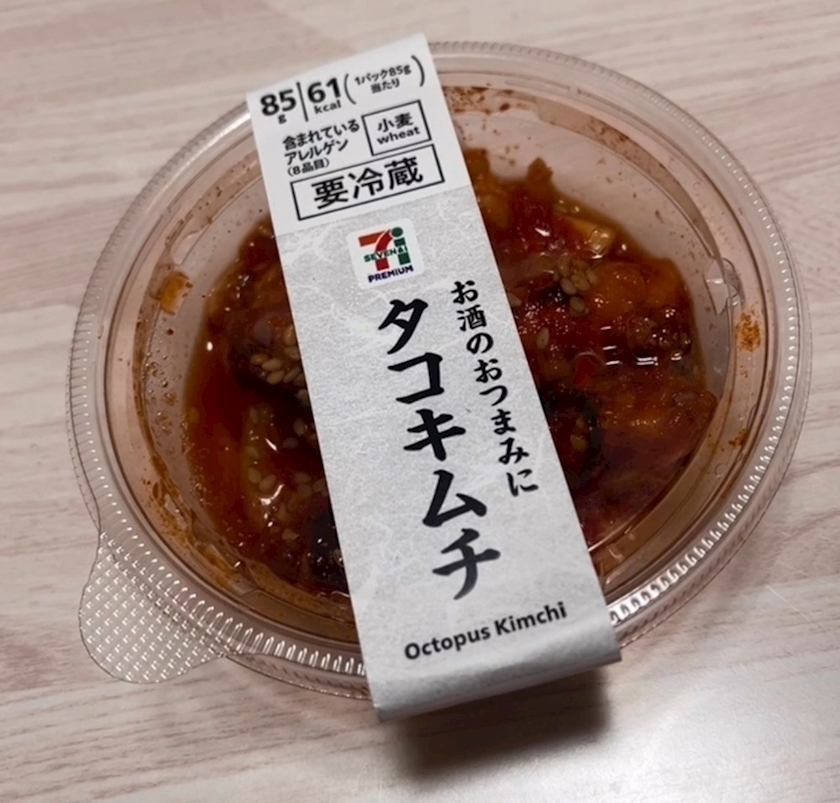 85g|61kcal(1パック85g当たり)
含まれている
アレルゲン
(8品目)
小麦
wheat
要冷蔵
7i
SEVEN&i
PREMIUM
お酒のおつまみに
タコキムチ
Octopus Kimchi